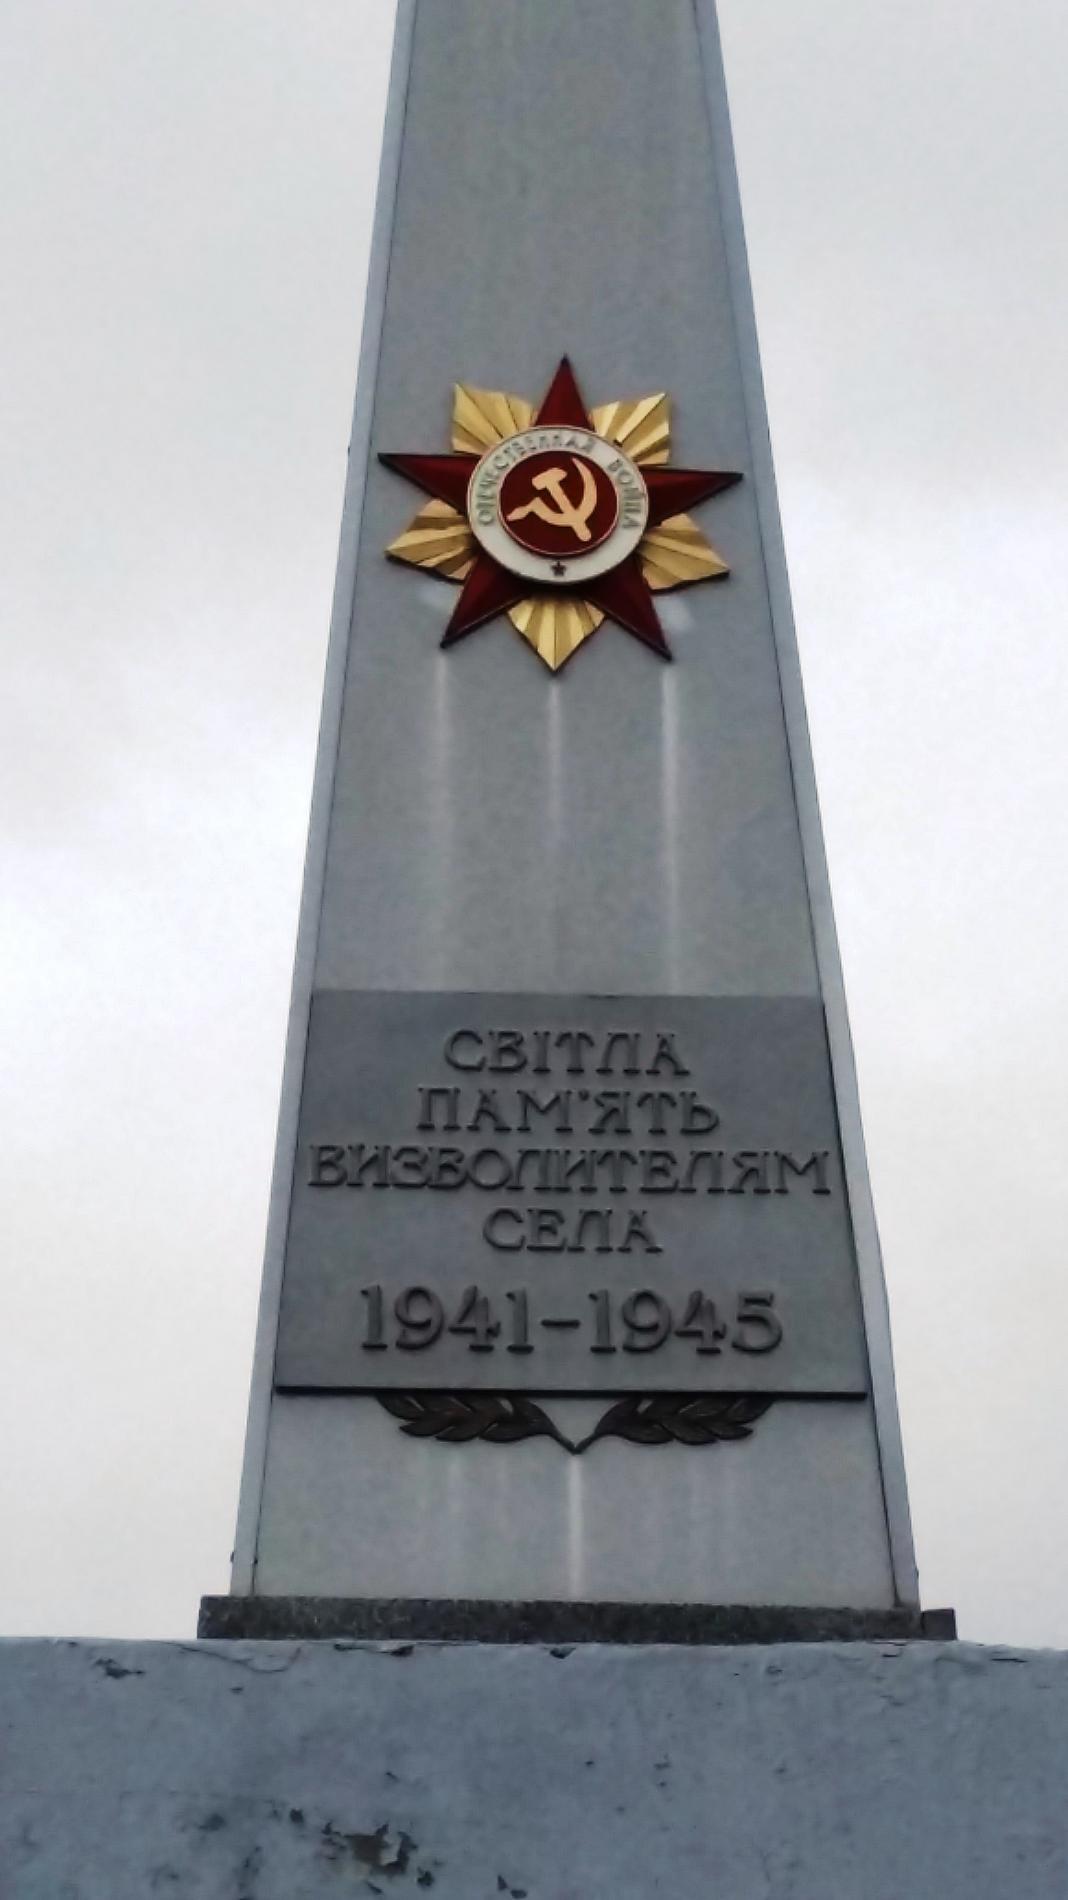 ОТЕЧЕСТВЕННАЯ ВОЙНА
СВІТЛА
ПАМ'ЯТЬ
ВИЗВОЛИТЕЛЯМ
СЕЛА
1941-1945